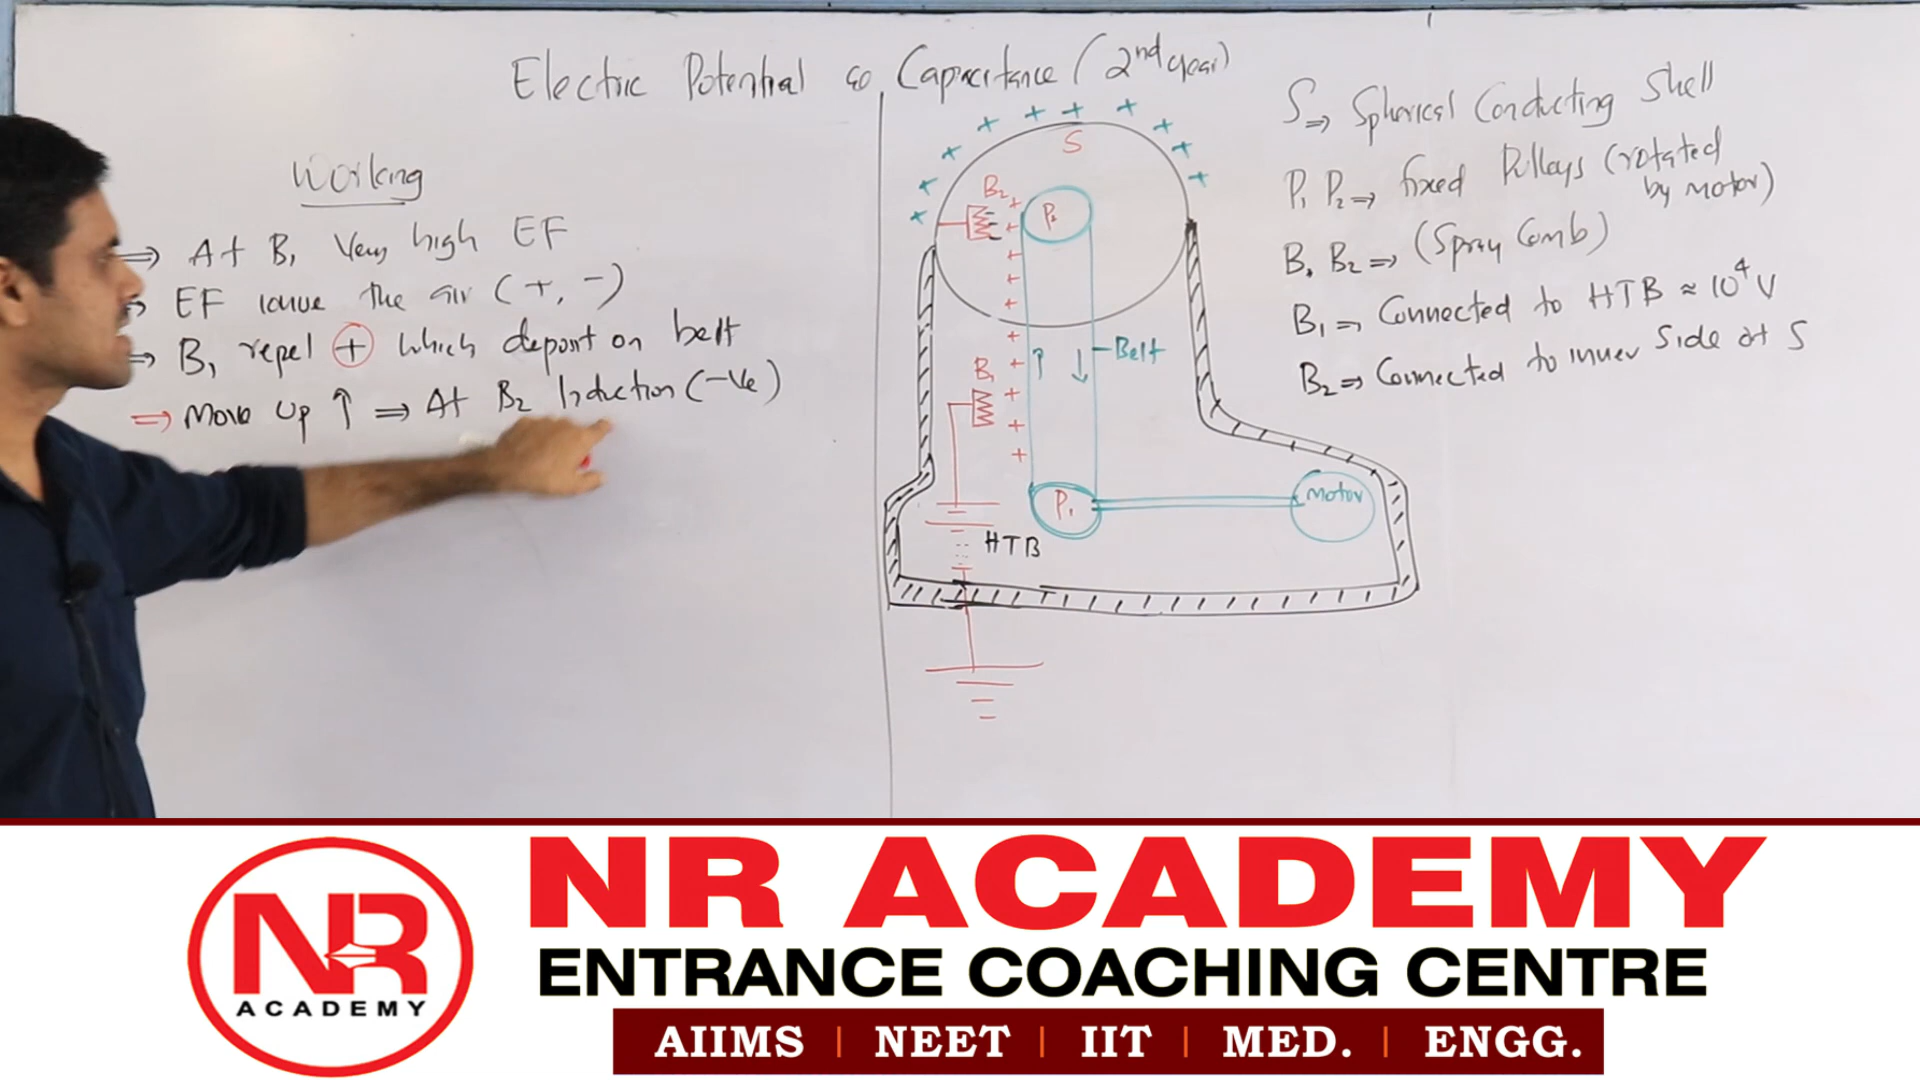 Electric Potential & Capacitance (2nd year)
Working
⇒ At B1 Very high EF
⇒ EF ionise the air (+, -)
⇒ B1 repel + which deposit on belt
⇒ Move up ↑ ⇒ At B2 Induction (-ve)
S ⇒ Spherical Conducting Shell
P1 P2 ⇒ fixed Pulleys (rotated
by motor)
B1 B2 ⇒ (Spray Comb)
B1 ⇒ Connected to HTB ≈ 10^4 V
B2 ⇒ Connected to inner Side of S
+ + + + + + + + + +
S
B2
P2
+ + + + + + + + + +
↑ ↓ Belt
B1
P1
Motor
HTB
NR
ACADEMY
NR ACADEMY
ENTRANCE COACHING CENTRE
AIIMS | NEET | IIT | MED. | ENGG.